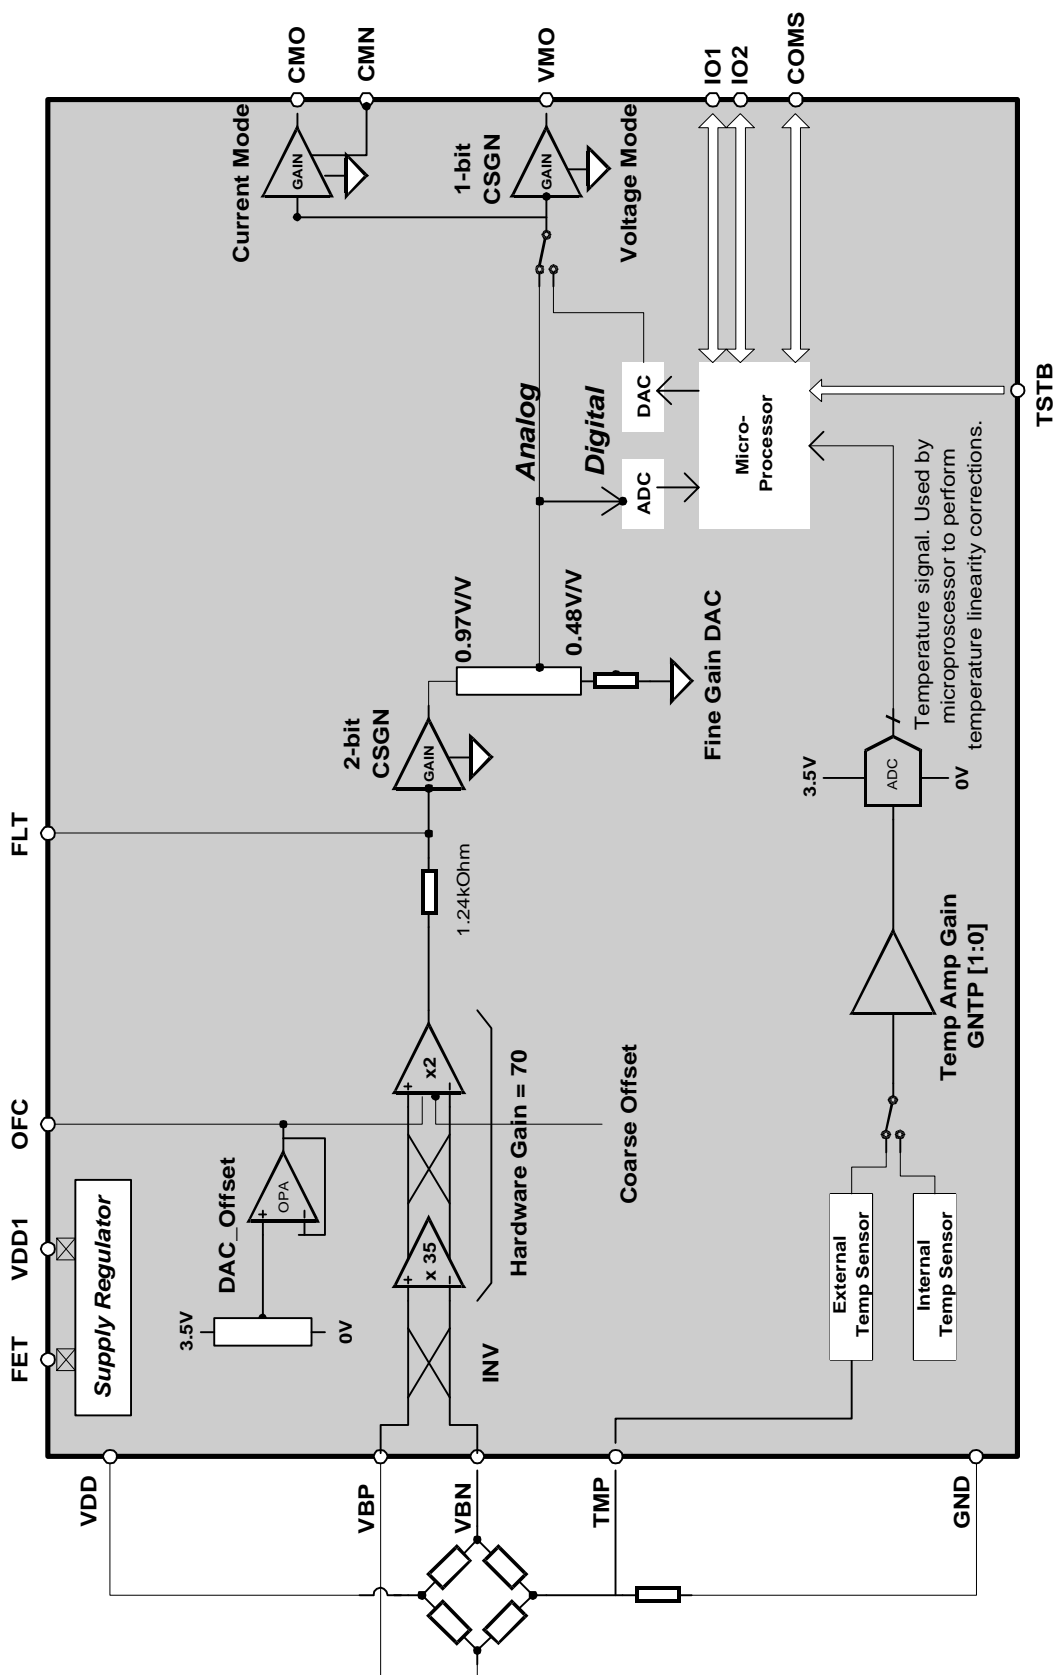 FET
VDD1
OFC
FLT
Supply Regulator
3.5V
0V
DAC_Offset
+
–
OPA
INV
+
–
x 35
+
–
x2
Hardware Gain = 70
Coarse Offset
1.24kOhm
2-bit
CSGN
GAIN
0.97V/V
0.48V/V
Fine Gain DAC
Analog
Digital
ADC
DAC
Micro-
Processor
Current Mode
GAIN
1-bit
CSGN
GAIN
Voltage Mode
CMO
CMN
VMO
IO1
IO2
COMS
VDD
VBP
VBN
TMP
GND
External
Temp Sensor
Internal
Temp Sensor
Temp Amp Gain
GNTP [1:0]
3.5V
ADC
0V
Temperature signal. Used by
microproscessor to perform
temperature linearity corrections.
TSTB